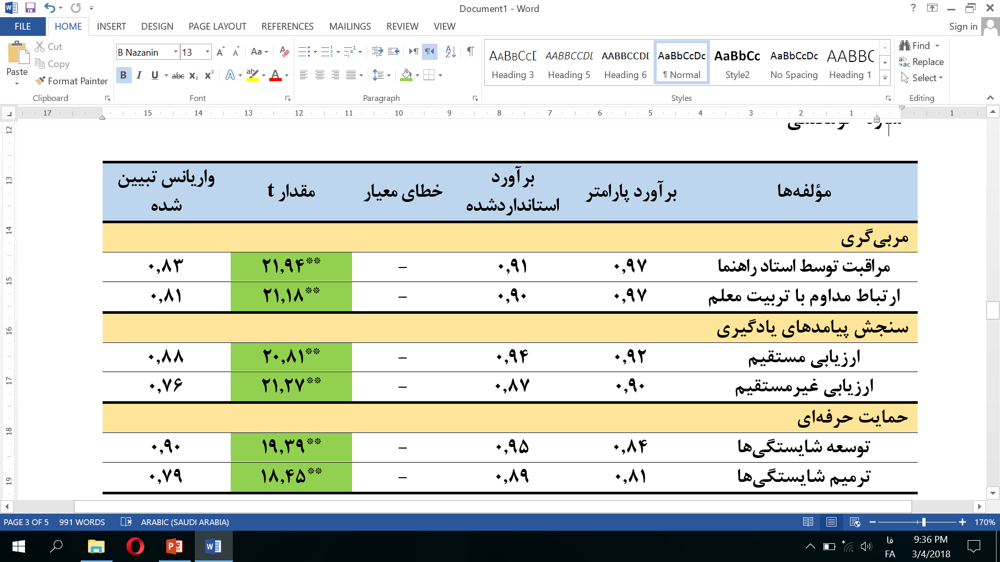 Document1 - Word
FILE HOME INSERT DESIGN PAGE LAYOUT REFERENCES MAILINGS REVIEW VIEW Sign in
Paste
Cut
Copy
Format Painter
Clipboard
B Nazanin 13
Font
Paragraph
AaBbCcD AABBCCDI AABBCCDI AaBbCcDc AaBbCc AaBbCcDc AABBC
Heading 3 Heading 5 Heading 6 ¶ Normal Style2 No Spacing Heading 1
Styles
Find
Replace
Select
Editing
17 15 14 13 12 11 10 9 8 7 6 5 4 3 2 1 1
12
13
14
15
16
17
18
19
مؤلفه‌ها برآورد پارامتر برآورد استانداردشده خطای معیار مقدار t واریانس تبیین شده
مربی‌گری
مراقبت توسط استاد راهنما ۰,۹۷ ۰,۹۱ – ۲۱,۹۴** ۰,۸۳
ارتباط مداوم با تربیت معلم ۰,۹۷ ۰,۹۰ – ۲۱,۱۸** ۰,۸۱
سنجش پیامدهای یادگیری
ارزیابی مستقیم ۰,۹۲ ۰,۹۴ – ۲۰,۸۱** ۰,۸۸
ارزیابی غیرمستقیم ۰,۹۰ ۰,۸۷ – ۲۱,۲۷** ۰,۷۶
حمایت حرفه‌ای
توسعه شایستگی‌ها ۰,۸۴ ۰,۹۵ – ۱۹,۳۹** ۰,۹۰
ترمیم شایستگی‌ها ۰,۸۱ ۰,۸۹ – ۱۸,۴۵** ۰,۷۹
PAGE 3 OF 5 991 WORDS ARABIC (SAUDI ARABIA) 170%
فا
FA
9:36 PM
3/4/2018